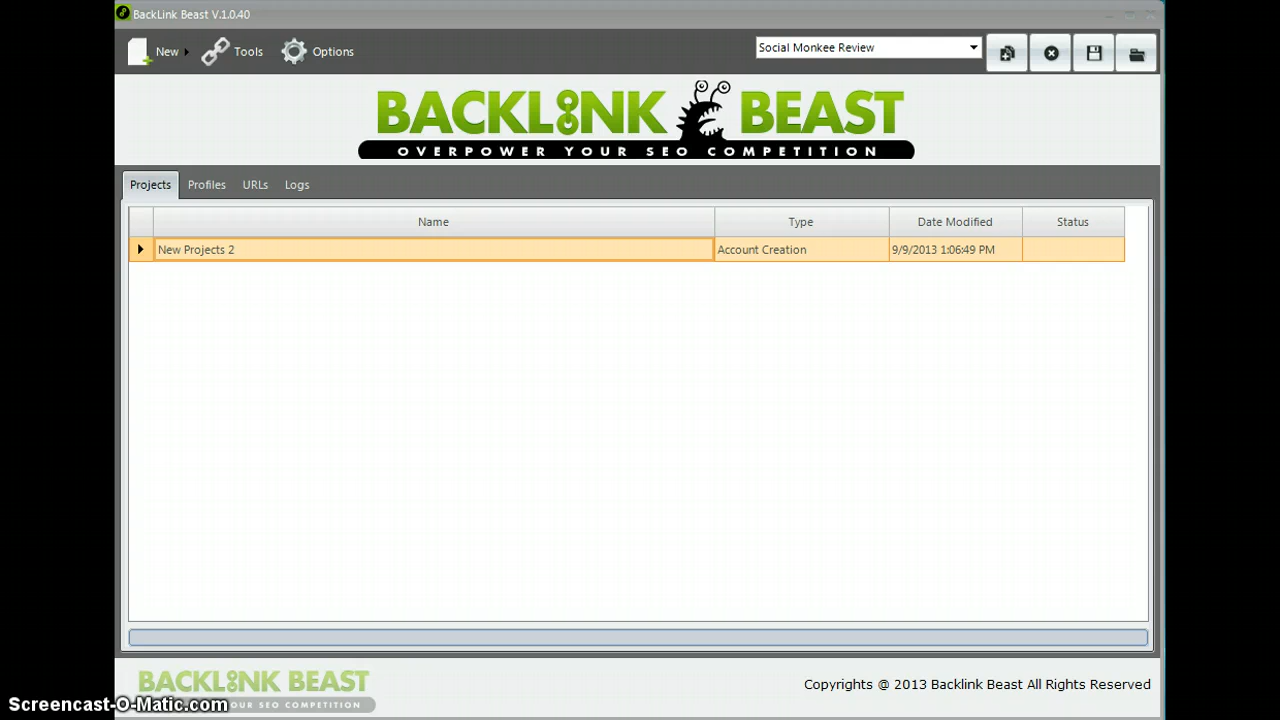 BackLink Beast V.1.0.40
New Tools Options Social Monkee Review
BACKLINK BEAST
OVERPOWER YOUR SEO COMPETITION
Projects Profiles URLs Logs
Name Type Date Modified Status
New Projects 2 Account Creation 9/9/2013 1:06:49 PM
BACKLINK BEAST
Copyrights @ 2013 Backlink Beast All Rights Reserved
Screencast-O-Matic.com OUR SEO COMPETITION